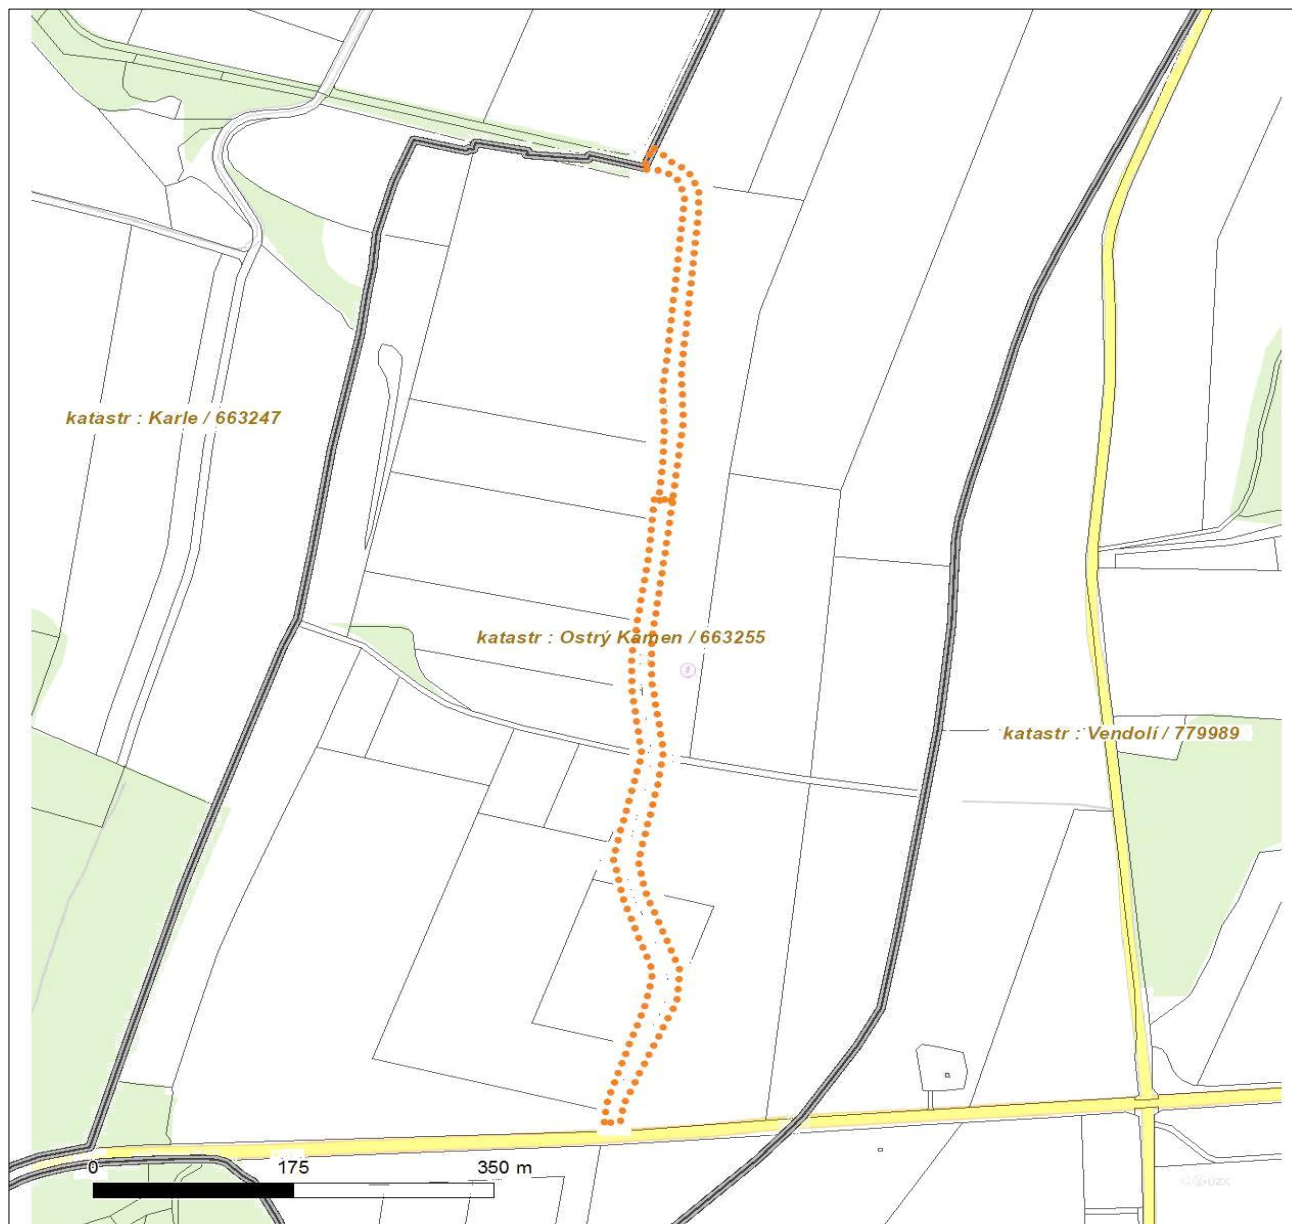 katastr : Karle / 663247
katastr : Ostrý Kámen / 663255
katastr : Vendolí / 779989
0 175 350 m